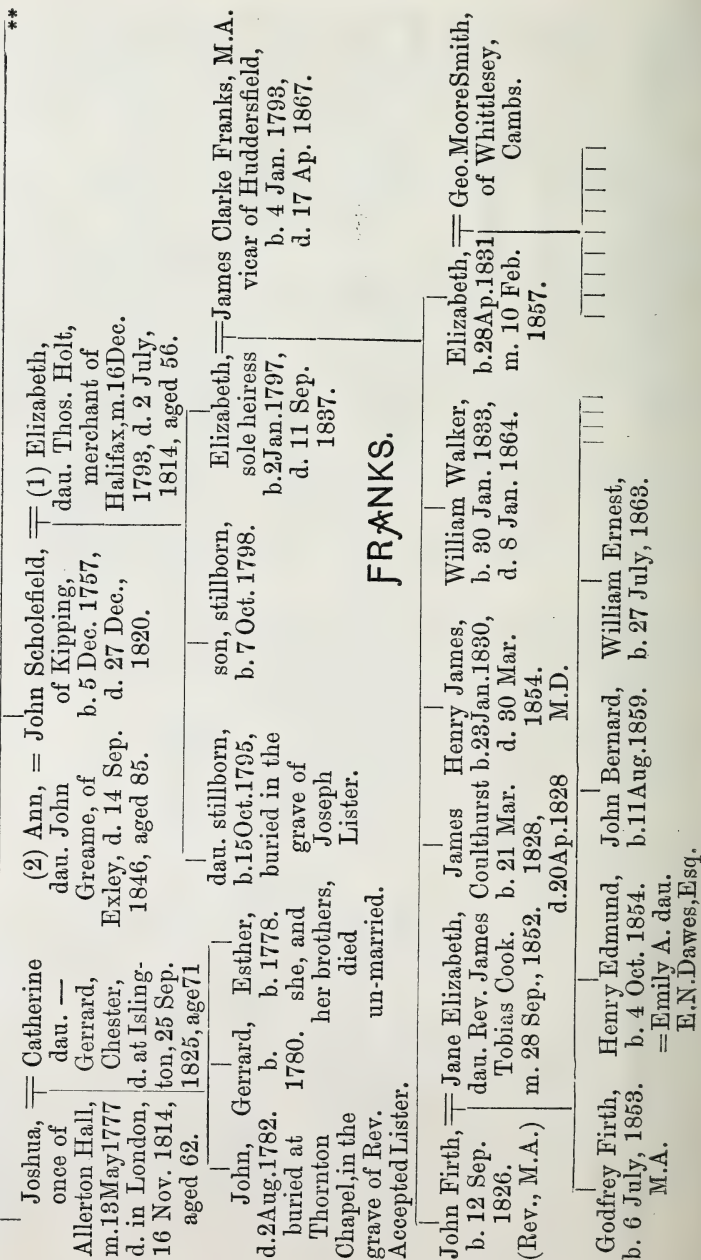 **
Joshua, = Catherine
once of dau. —
Allerton Hall, Gerrard,
m.13May1777 Chester,
d. in London, d. at Isling-
16 Nov. 1814, ton, 25 Sep.
aged 62. 1825, age71
(2) Ann, = John Scholefield, = (1) Elizabeth,
dau. John of Kipping, dau. Thos. Holt,
Greame, of b. 5 Dec. 1757, merchant of
Exley, d. 14 Sep. d. 27 Dec., Halifax,m.16Dec.
1846, aged 85. 1820. 1793, d. 2 July,
1814, aged 56.
John, Gerrard, Esther,
d.2Aug.1782. b. b. 1778.
buried at 1780. she, and
Thornton her brothers,
Chapel,in the died
grave of Rev. un-married.
Accepted Lister.
dau. stillborn,
b.15Oct.1795,
buried in the
grave of
Joseph
Lister.
son, stillborn,
b. 7 Oct. 1798.
Elizabeth, = James Clarke Franks, M.A.
sole heiress vicar of Huddersfield,
b.2Jan.1797, b. 4 Jan. 1793,
d. 11 Sep. d. 17 Ap. 1867.
1837.
FRANKS.
John Firth, = Jane Elizabeth,
b. 12 Sep. dau. Rev. James
1826. Tobias Cook.
(Rev., M.A.) m. 28 Sep., 1852.
James
Coulthurst
b. 21 Mar.
1828,
d.20Ap.1828
Henry James,
b.23Jan.1830,
d. 30 Mar.
1854.
M.D.
William Walker,
b. 30 Jan. 1833,
d. 8 Jan. 1864.
Elizabeth, = Geo.MooreSmith,
b.28Ap.1831 of Whittlesey,
m. 10 Feb. Cambs.
1857.
Godfrey Firth,
b. 6 July, 1853.
M.A.
Henry Edmund,
b. 4 Oct. 1854.
=Emily A. dau.
E.N.Dawes,Esq.
John Bernard,
b.11Aug.1859.
William Ernest,
b. 27 July, 1863.